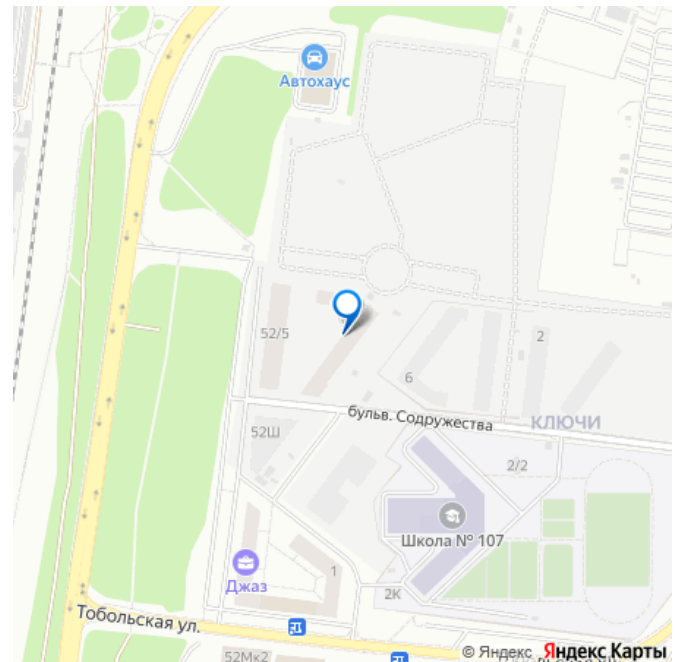 Автохаус
52/5
2
6
бульв. Содружества
52Ш
КЛЮЧИ
2/2
Школа № 107
Джаз
1
2К
Тобольская ул.
52Мк2
© Яндекс Яндекс Карты